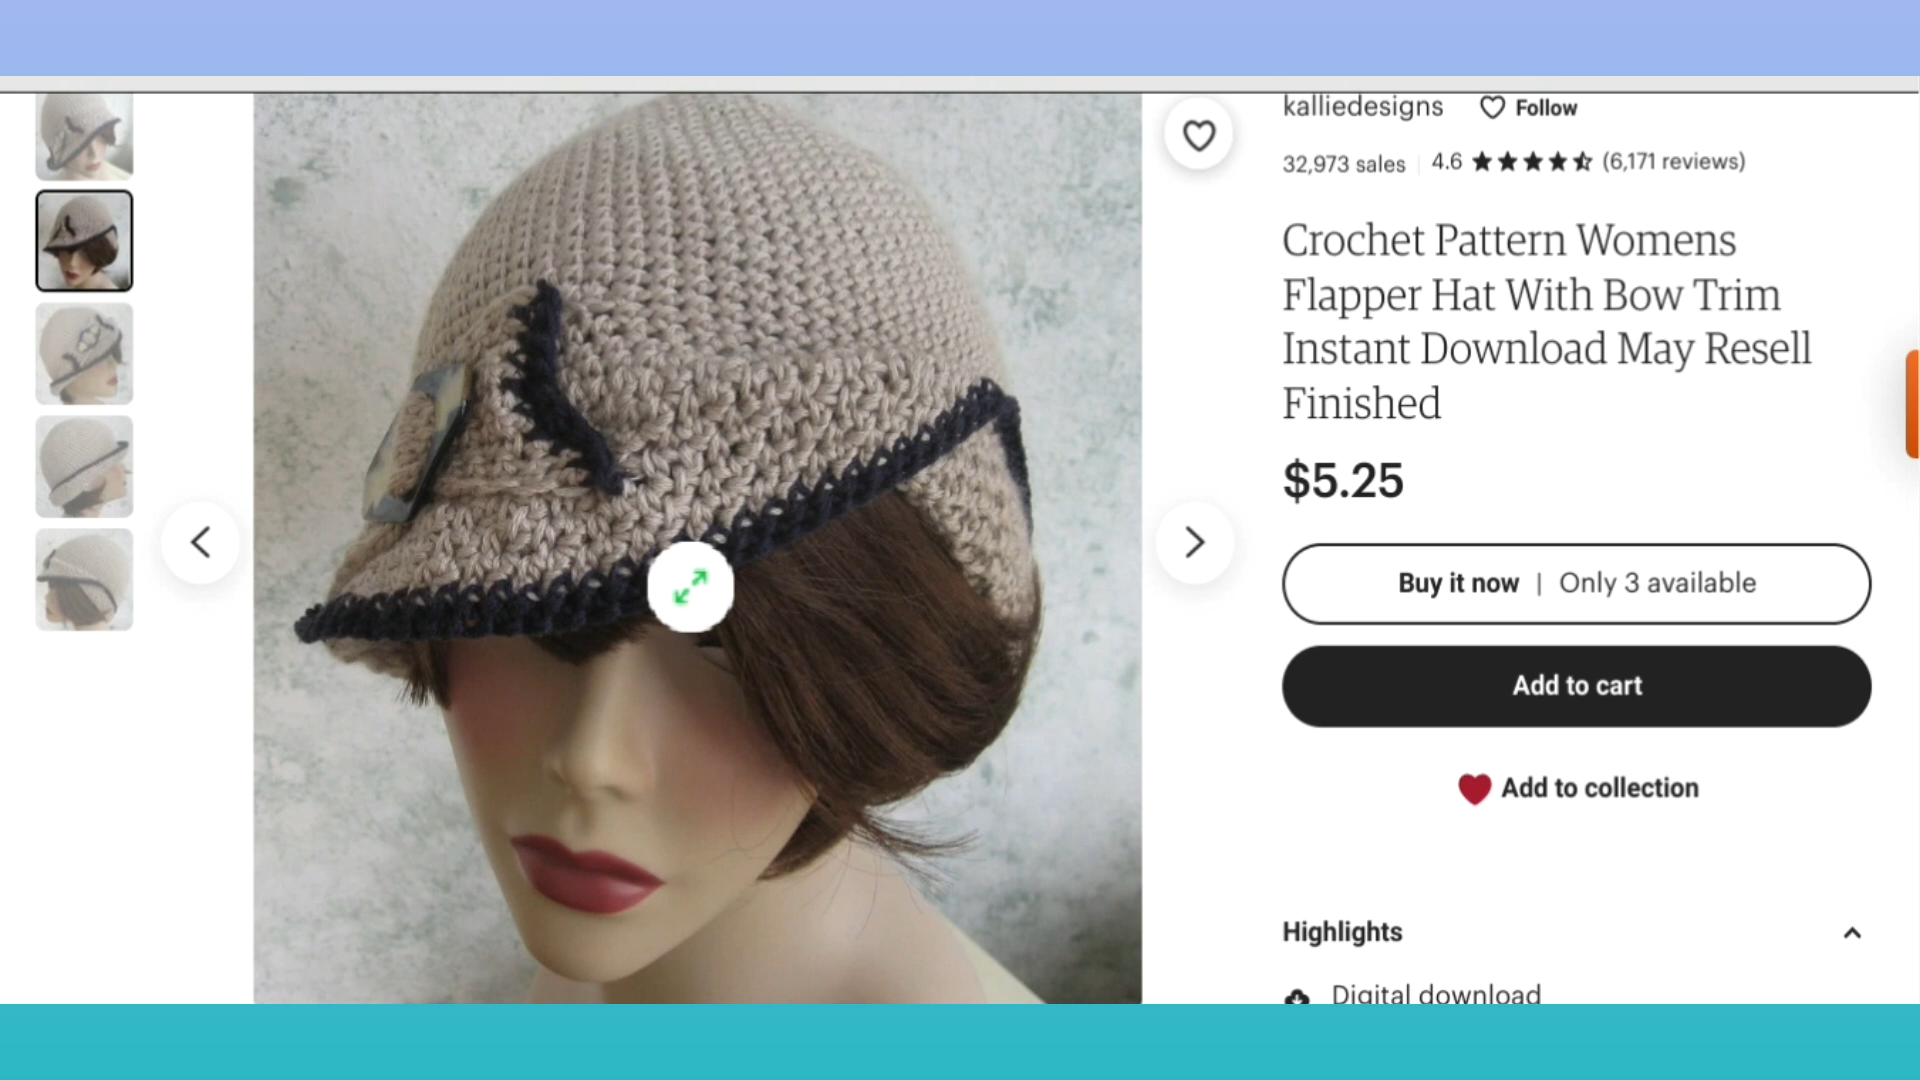 kalliedesigns Follow
32,973 sales 4.6 (6,171 reviews)
Crochet Pattern Womens
Flapper Hat With Bow Trim
Instant Download May Resell
Finished
$5.25
Buy it now | Only 3 available
Add to cart
Add to collection
Highlights
Digital download